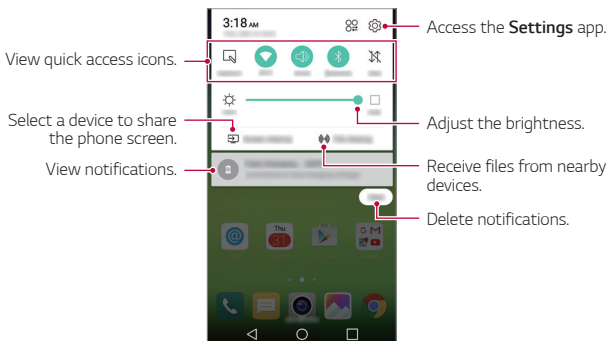 3:18 AM
Access the Settings app.
View quick access icons.
Select a device to share
the phone screen.
Adjust the brightness.
View notifications.
Receive files from nearby
devices.
Delete notifications.
@
Thu
31
G M